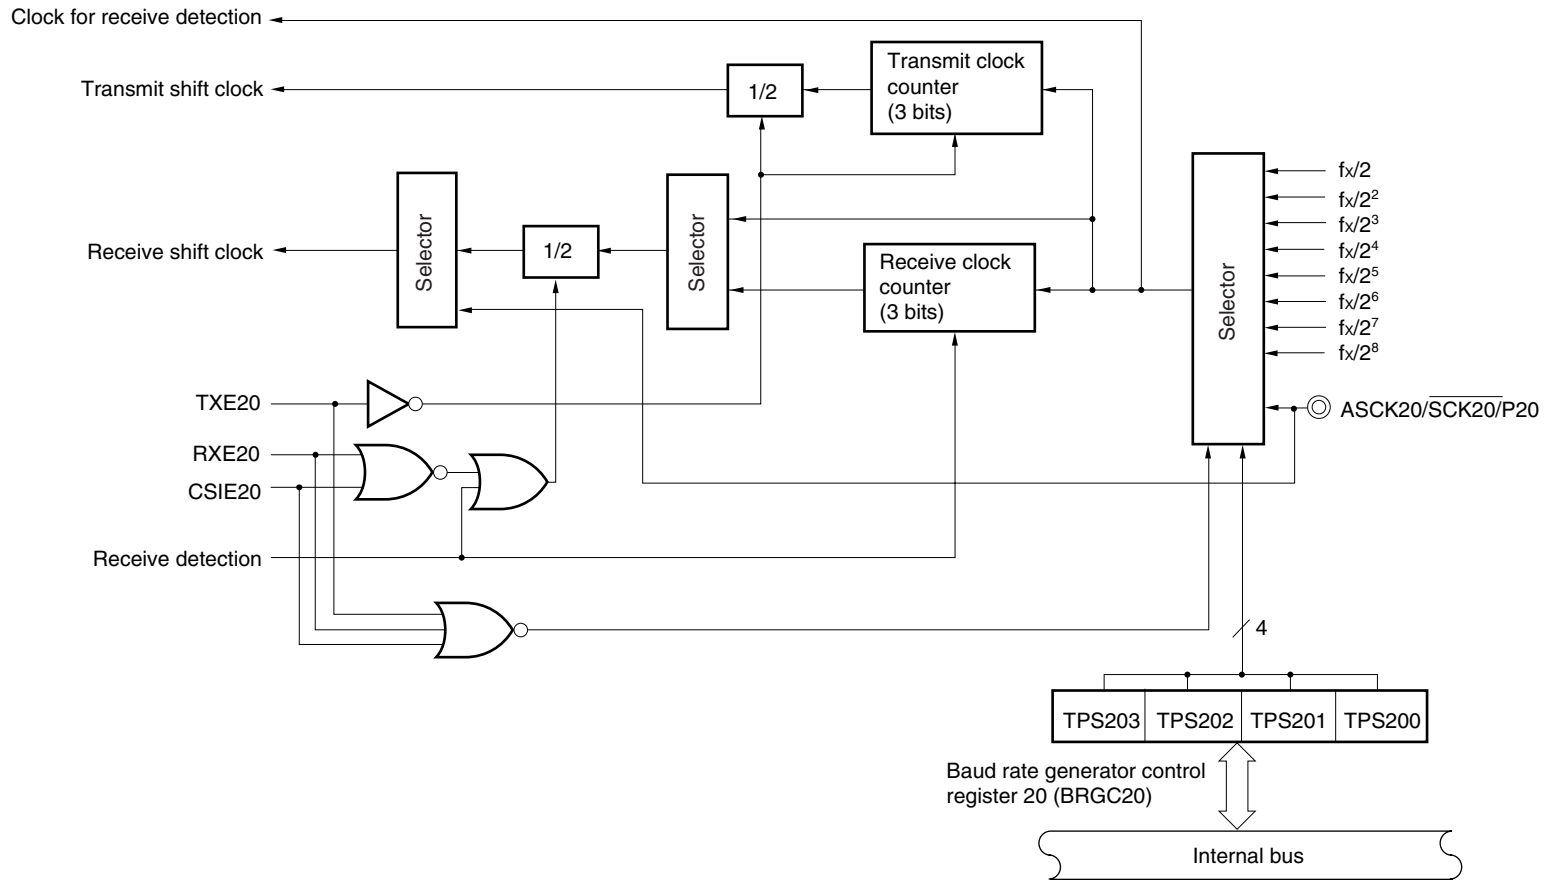 Clock for receive detection
Transmit shift clock
1/2
Transmit clock
counter
(3 bits)
fX/2
fX/2²
fX/2³
fX/2⁴
fX/2⁵
fX/2⁶
fX/2⁷
fX/2⁸
Receive shift clock
Selector
1/2
Selector
Receive clock
counter
(3 bits)
Selector
TXE20
ASCK20/S̅C̅K̅2̅0̅/P20
RXE20
CSIE20
Receive detection
4
TPS203
TPS202
TPS201
TPS200
Baud rate generator control
register 20 (BRGC20)
Internal bus